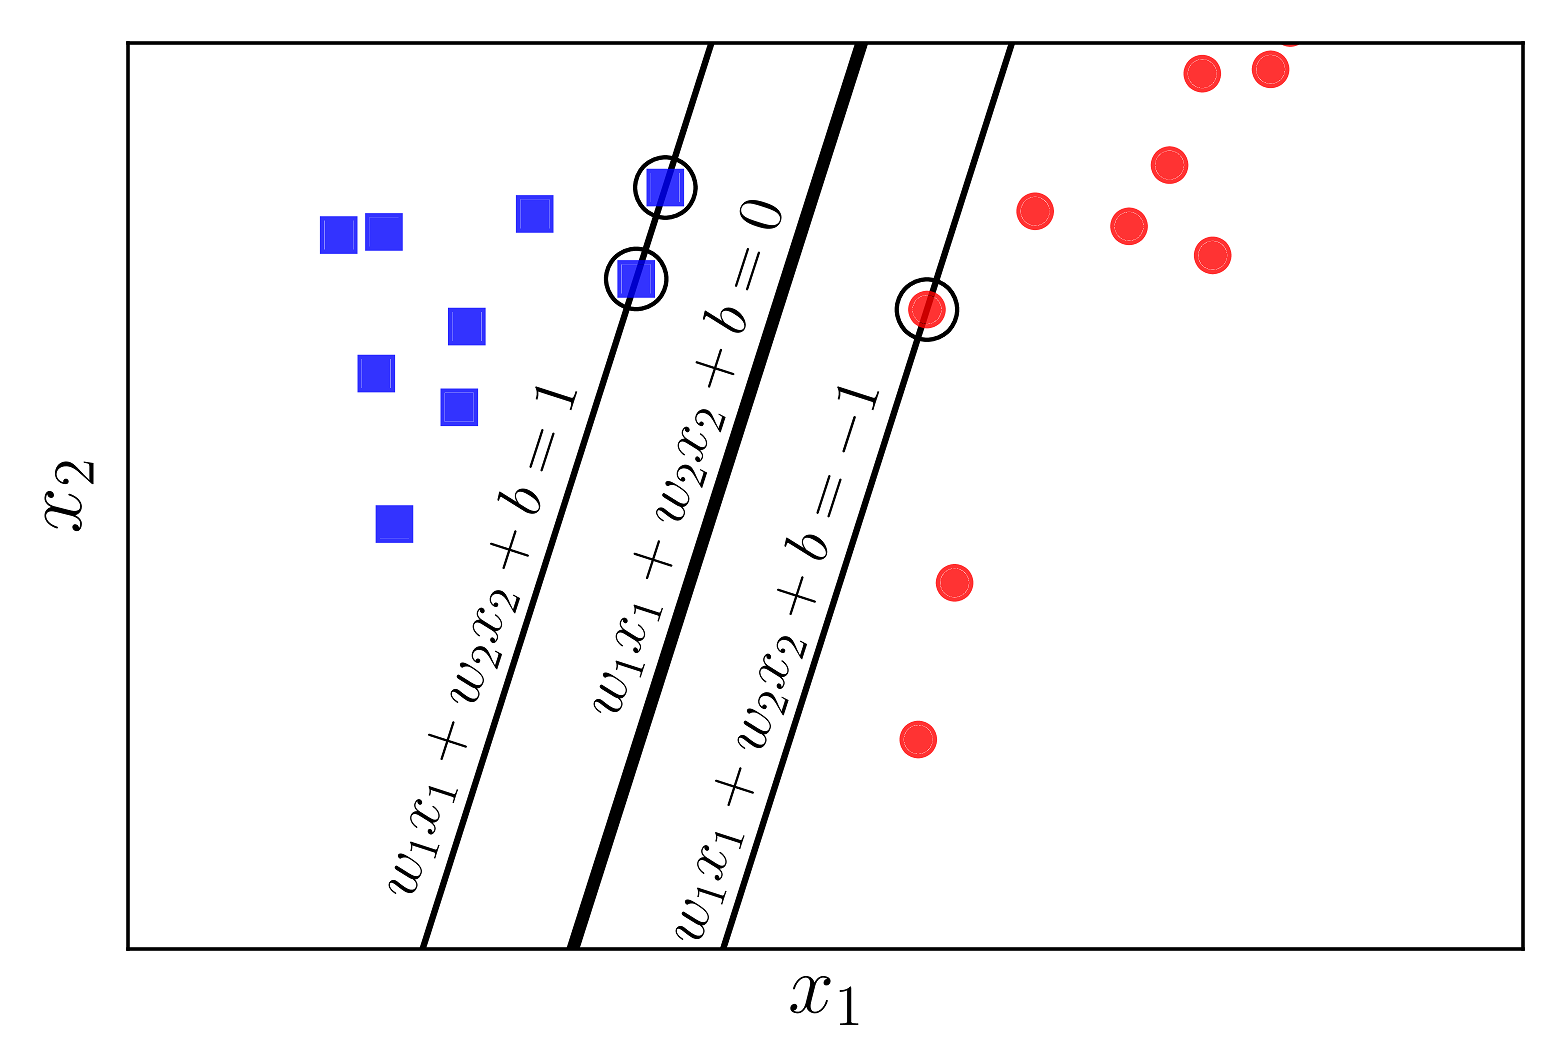 x₂
w₁x₁ + w₂x₂ + b = 1
w₁x₁ + w₂x₂ + b = 0
w₁x₁ + w₂x₂ + b = −1
x₁